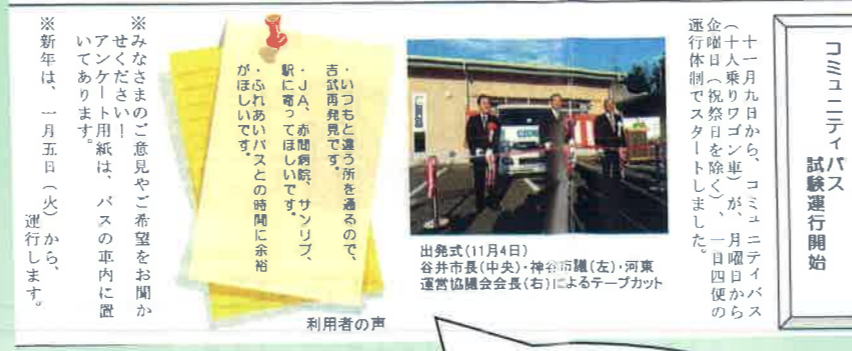 コミュニティバス
試験運行開始
十一月九日から、コミュニティバス
(十人乗りワゴン車)が、月曜日から
金曜日(祝祭日を除く)、一日四便の
運行体制でスタートしました。
出発式(11月4日)
谷井市長(中央)・神谷市議(左)・河東
運営協議会会長(右)によるテープカット
利用者の声
・いつもと違う所を通るので、
吉武再発見です。
・JA、赤間病院、サンリブ、
駅に寄ってほしいです。
・ふれあいバスとの時間に余裕
がほしいです。
※みなさまのご意見やご希望をお聞か
せください!
アンケート用紙は、バスの車内に置
いてあります。
※新年は、一月五日(火)から、
運行します。